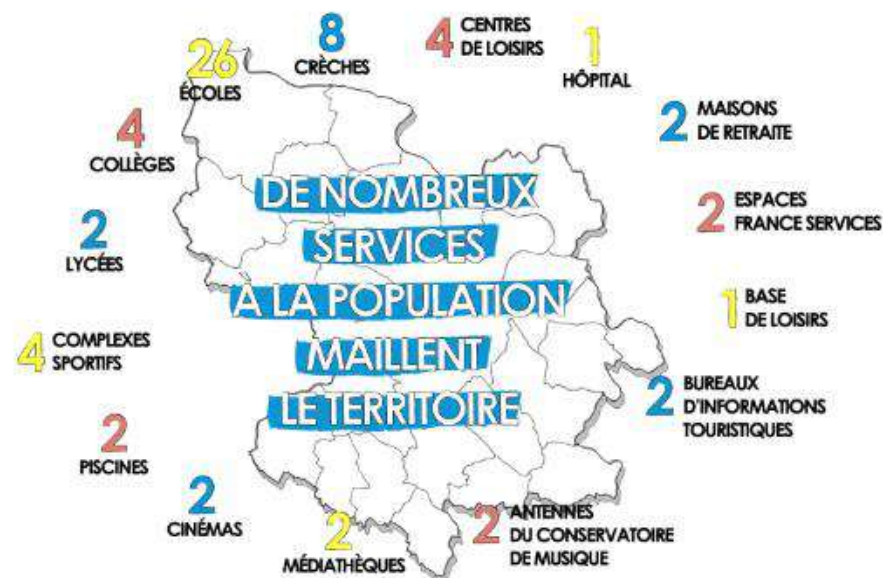 8
CRÈCHES
4 CENTRES
DE LOISIRS
1
HÔPITAL
26
ÉCOLES
2 MAISONS
DE RETRAITE
4
COLLÈGES
2 ESPACES
FRANCE SERVICES
2
LYCÉES
1 BASE
DE LOISIRS
4 COMPLEXES
SPORTIFS
2 BUREAUX
D'INFORMATIONS
TOURISTIQUES
2
PISCINES
2
CINÉMAS
2
MÉDIATHÈQUES
2 ANTENNES
DU CONSERVATOIRE
DE MUSIQUE
DE NOMBREUX
SERVICES
À LA POPULATION
MAILLENT
LE TERRITOIRE